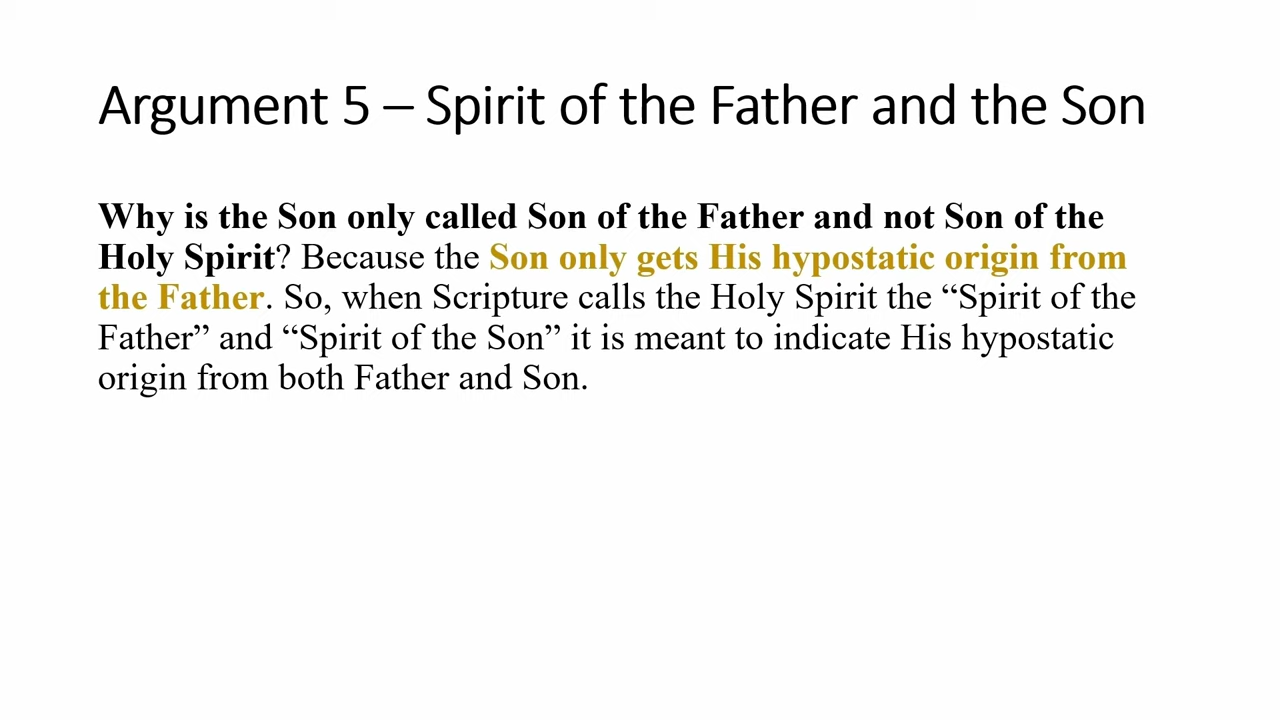 Argument 5 – Spirit of the Father and the Son
Why is the Son only called Son of the Father and not Son of the
Holy Spirit? Because the Son only gets His hypostatic origin from
the Father. So, when Scripture calls the Holy Spirit the “Spirit of the
Father” and “Spirit of the Son” it is meant to indicate His hypostatic
origin from both Father and Son.